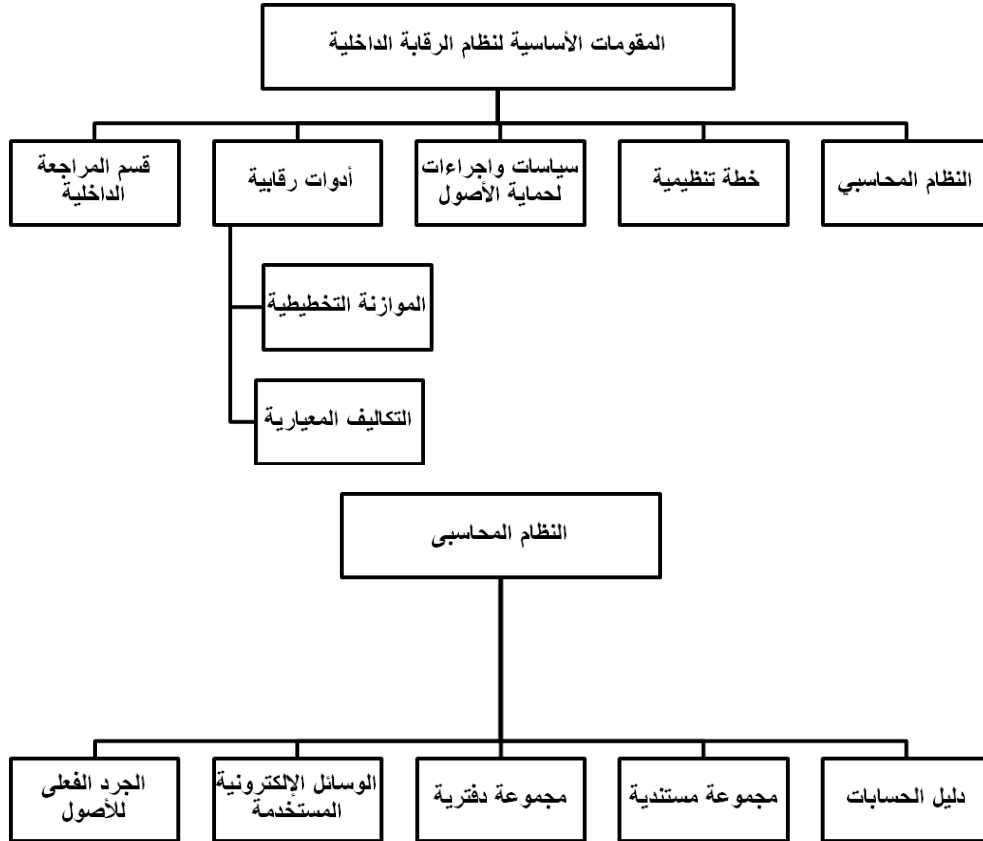 المقومات الأساسية لنظام الرقابة الداخلية
النظام المحاسبي
خطة تنظيمية
سياسات واجراءات
لحماية الأصول
أدوات رقابية
قسم المراجعة
الداخلية
الموازنة التخطيطية
التكاليف المعيارية
النظام المحاسبى
دليل الحسابات
مجموعة مستندية
مجموعة دفترية
الوسائل الإلكترونية
المستخدمة
الجرد الفعلى
للأصول